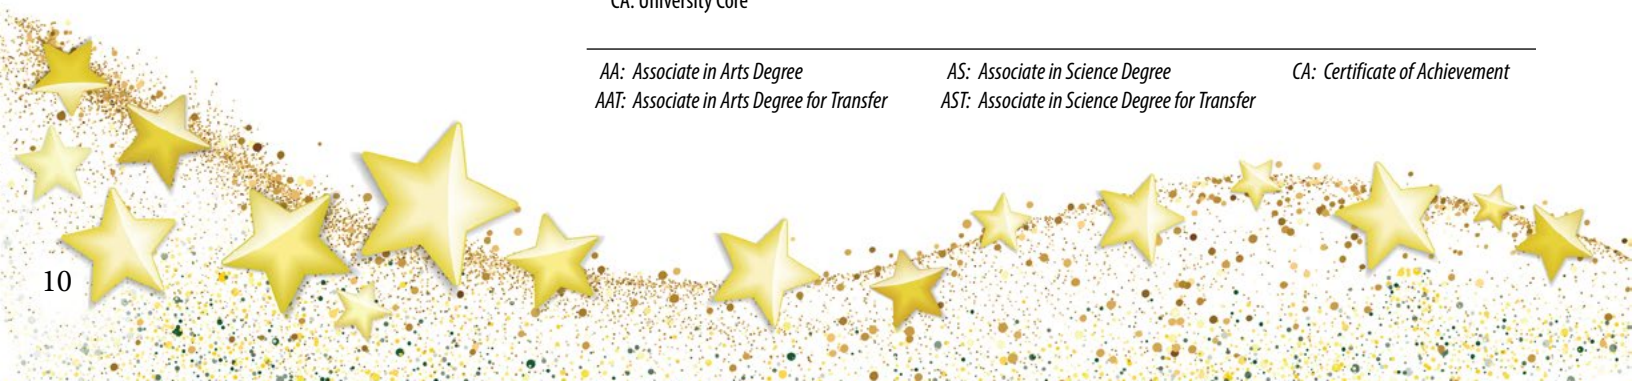 CA: University Core
AA: Associate in Arts Degree AS: Associate in Science Degree CA: Certificate of Achievement
AAT: Associate in Arts Degree for Transfer AST: Associate in Science Degree for Transfer
10